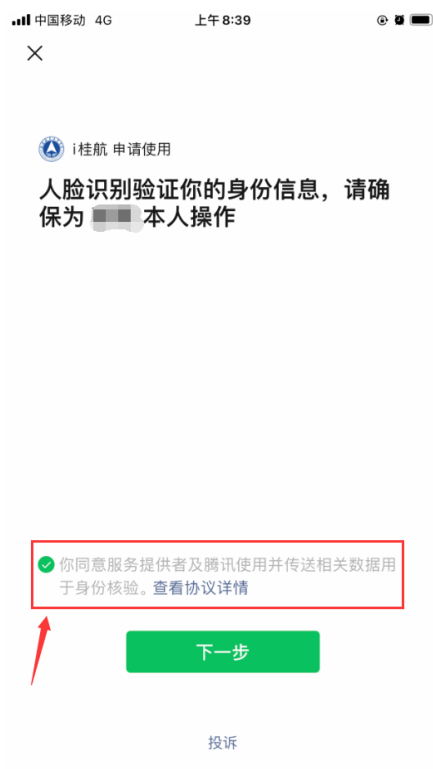 中国移动 4G 上午 8:39
i桂航 申请使用
人脸识别验证你的身份信息，请确
保为 本人操作
你同意服务提供者及腾讯使用并传送相关数据用
于身份核验。查看协议详情
下一步
投诉